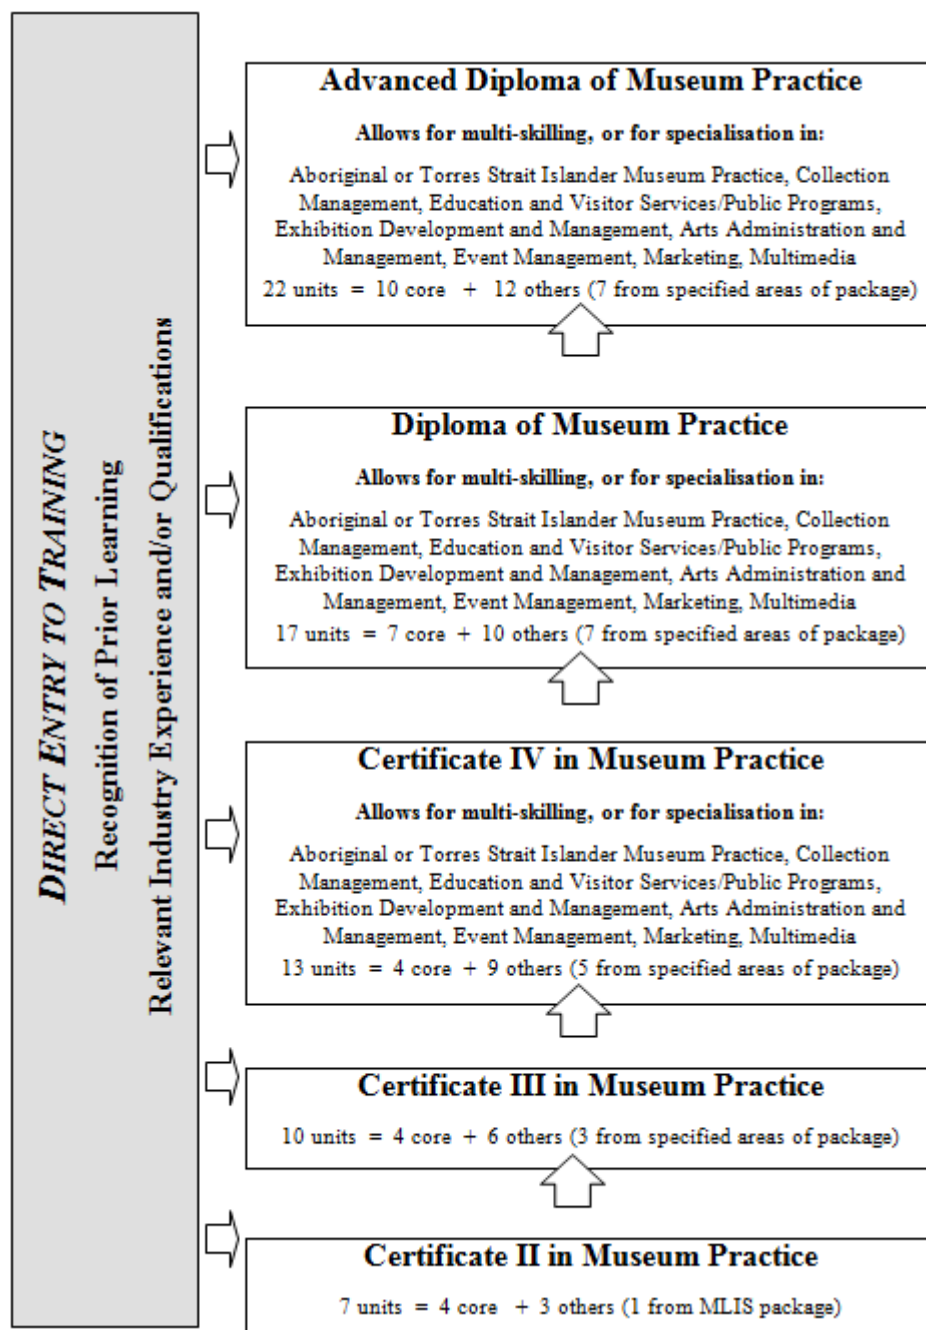 DIRECT ENTRY TO TRAINING
Recognition of Prior Learning
Relevant Industry Experience and/or Qualifications
Advanced Diploma of Museum Practice
Allows for multi-skilling, or for specialisation in:
Aboriginal or Torres Strait Islander Museum Practice, Collection
Management, Education and Visitor Services/Public Programs,
Exhibition Development and Management, Arts Administration and
Management, Event Management, Marketing, Multimedia
22 units = 10 core + 12 others (7 from specified areas of package)
Diploma of Museum Practice
Allows for multi-skilling, or for specialisation in:
Aboriginal or Torres Strait Islander Museum Practice, Collection
Management, Education and Visitor Services/Public Programs,
Exhibition Development and Management, Arts Administration and
Management, Event Management, Marketing, Multimedia
17 units = 7 core + 10 others (7 from specified areas of package)
Certificate IV in Museum Practice
Allows for multi-skilling, or for specialisation in:
Aboriginal or Torres Strait Islander Museum Practice, Collection
Management, Education and Visitor Services/Public Programs,
Exhibition Development and Management, Arts Administration and
Management, Event Management, Marketing, Multimedia
13 units = 4 core + 9 others (5 from specified areas of package)
Certificate III in Museum Practice
10 units = 4 core + 6 others (3 from specified areas of package)
Certificate II in Museum Practice
7 units = 4 core + 3 others (1 from MLIS package)